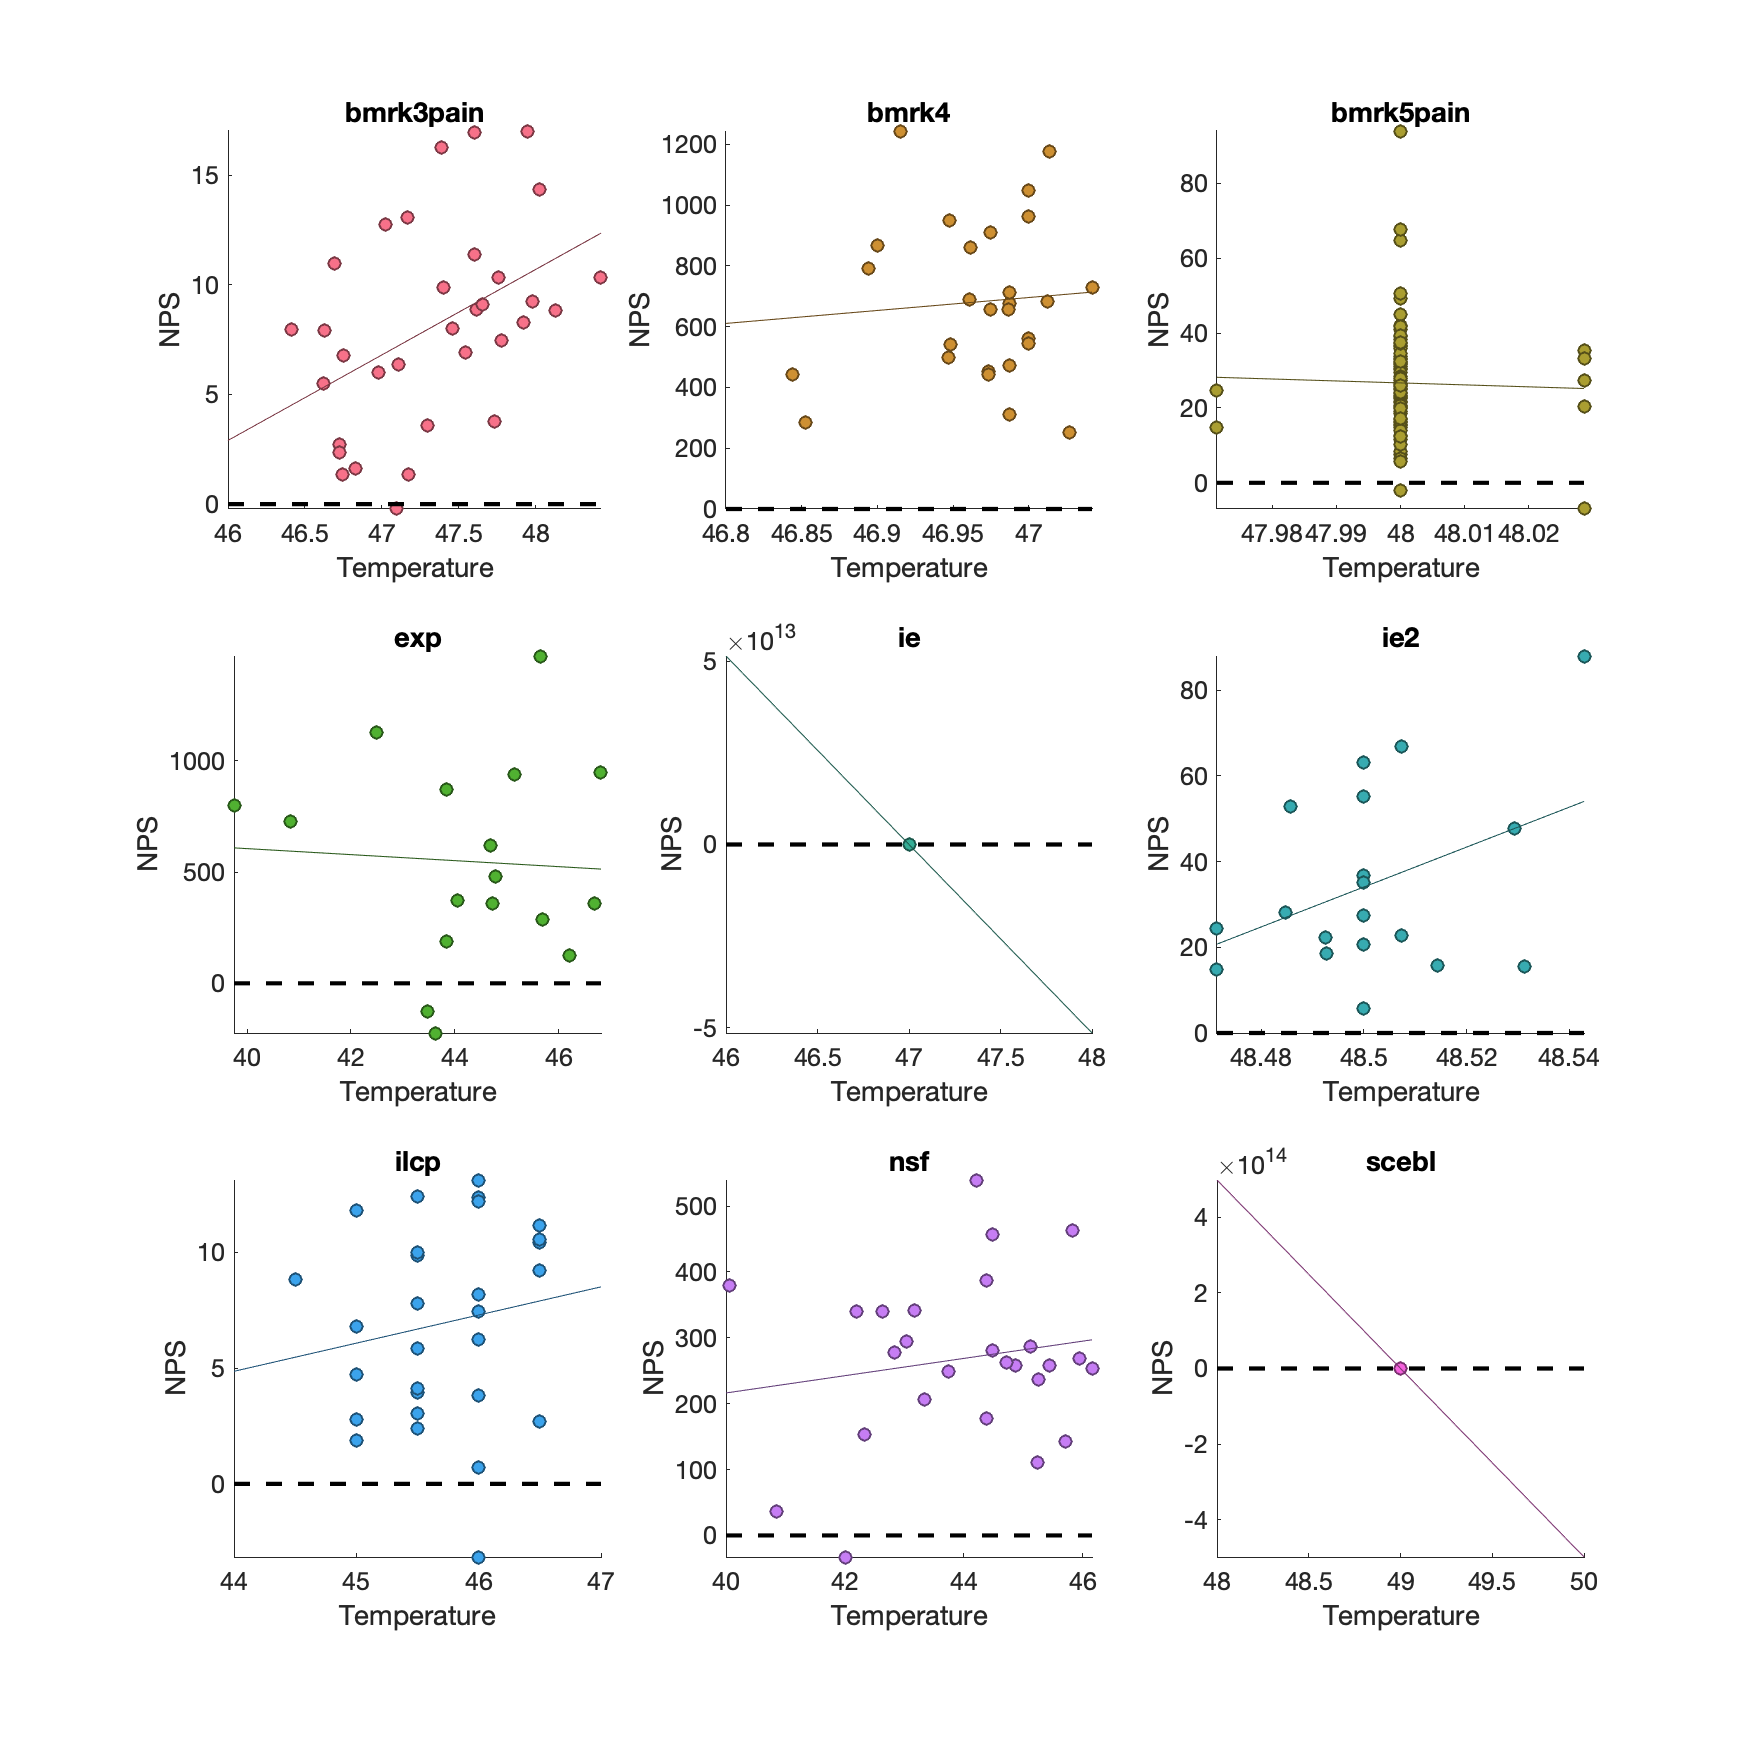 bmrk3pain
NPS
15
10
5
0
46 46.5 47 47.5 48
Temperature
bmrk4
NPS
1200
1000
800
600
400
200
0
46.8 46.85 46.9 46.95 47
Temperature
bmrk5pain
NPS
80
60
40
20
0
47.98 47.99 48 48.01 48.02
Temperature
exp
NPS
1000
500
0
40 42 44 46
Temperature
ie
×10^13
NPS
5
0
-5
46 46.5 47 47.5 48
Temperature
ie2
NPS
80
60
40
20
0
48.48 48.5 48.52 48.54
Temperature
ilcp
NPS
10
5
0
44 45 46 47
Temperature
nsf
NPS
500
400
300
200
100
0
40 42 44 46
Temperature
scebl
×10^14
NPS
4
2
0
-2
-4
48 48.5 49 49.5 50
Temperature